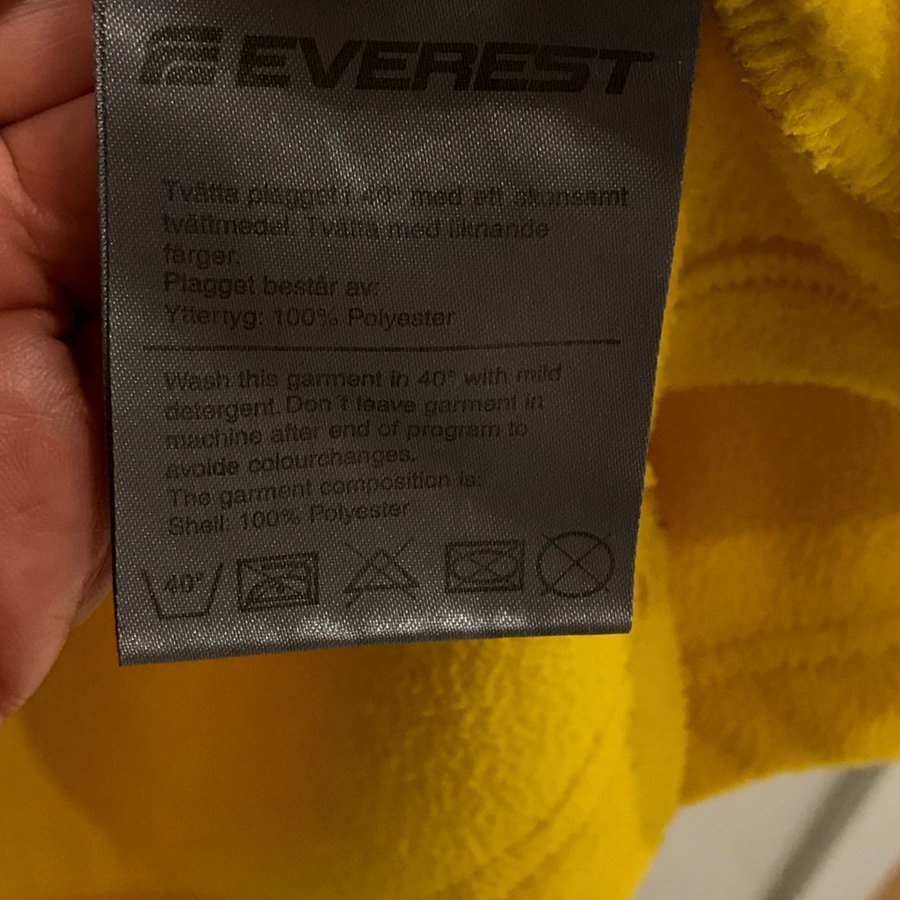 EVEREST
Tvätta plagget i 40° med ett skonsamt
tvättmedel. Tvätta med liknande
färger.
Plagget består av:
Yttertyg: 100% Polyester
Wash this garment in 40° with mild
detergent. Don´t leave garment in
machine after end of program to
avoide colourchanges.
The garment composition is:
Shell: 100% Polyester
40°